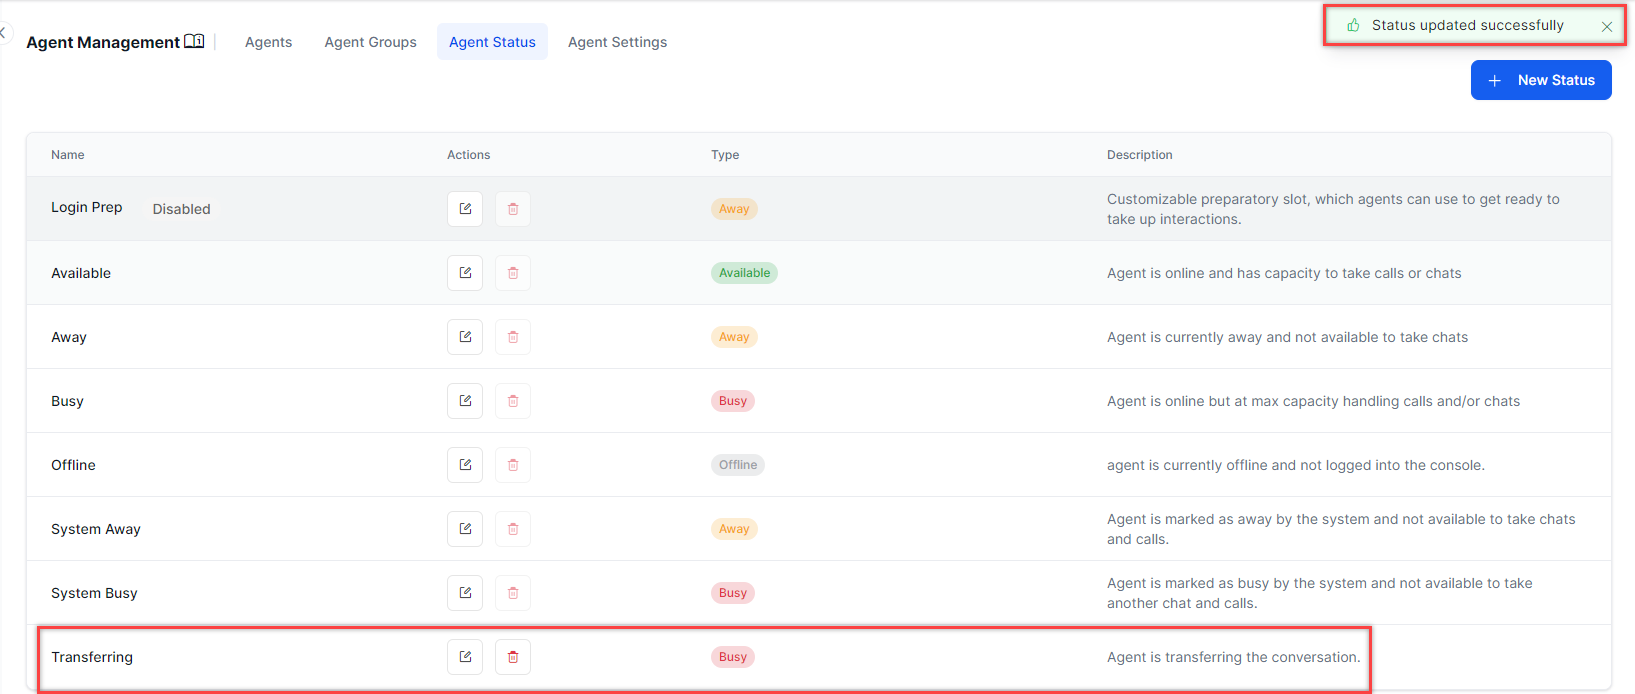 Status updated successfully
Agent Management
Agents
Agent Groups
Agent Status
Agent Settings
New Status
Name
Actions
Type
Description
Login Prep
Disabled
Away
Customizable preparatory slot, which agents can use to get ready to
take up interactions.
Available
Available
Agent is online and has capacity to take calls or chats
Away
Away
Agent is currently away and not available to take chats
Busy
Busy
Agent is online but at max capacity handling calls and/or chats
Offline
Offline
agent is currently offline and not logged into the console.
System Away
Away
Agent is marked as away by the system and not available to take chats
and calls.
System Busy
Busy
Agent is marked as busy by the system and not available to take
another chat and calls.
Transferring
Busy
Agent is transferring the conversation.